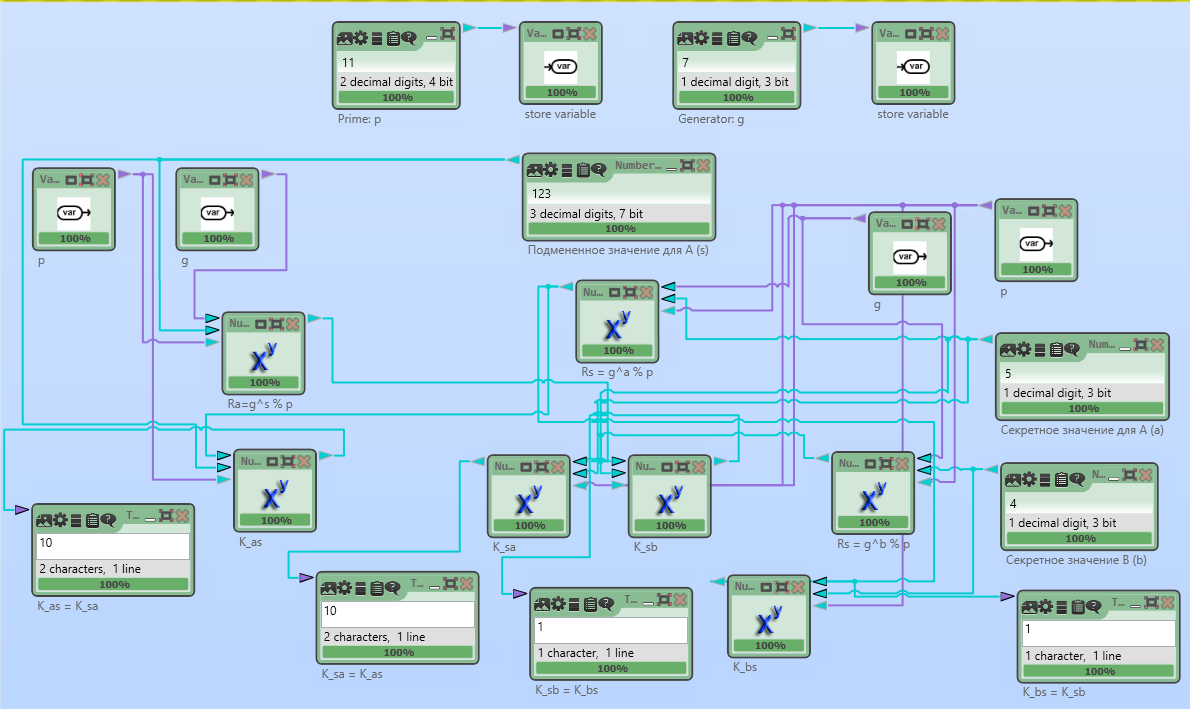 11
2 decimal digits, 4 bit
100%
Prime: p
Va...
var
100%
store variable
7
1 decimal digit, 3 bit
100%
Generator: g
Va...
var
100%
store variable
Va...
var
100%
p
Va...
var
100%
g
Number...
123
3 decimal digits, 7 bit
100%
Подмененное значение для A (s)
Va...
var
100%
g
Va...
var
100%
p
Nu...
X^y
100%
Ra=g^s % p
Nu...
X^y
100%
Rs = g^a % p
Num...
5
1 decimal digit, 3 bit
100%
Секретное значение для A (a)
Nu...
X^y
100%
K_as
Nu...
X^y
100%
K_sa
Nu...
X^y
100%
K_sb
Nu...
X^y
100%
Rs = g^b % p
N...
4
1 decimal digit, 3 bit
100%
Секретное значение B (b)
T...
10
2 characters, 1 line
100%
K_as = K_sa
T...
10
2 characters, 1 line
100%
K_sa = K_as
T...
1
1 character, 1 line
100%
K_sb = K_bs
Nu...
X^y
100%
K_bs
T...
1
1 character, 1 line
100%
K_bs = K_sb